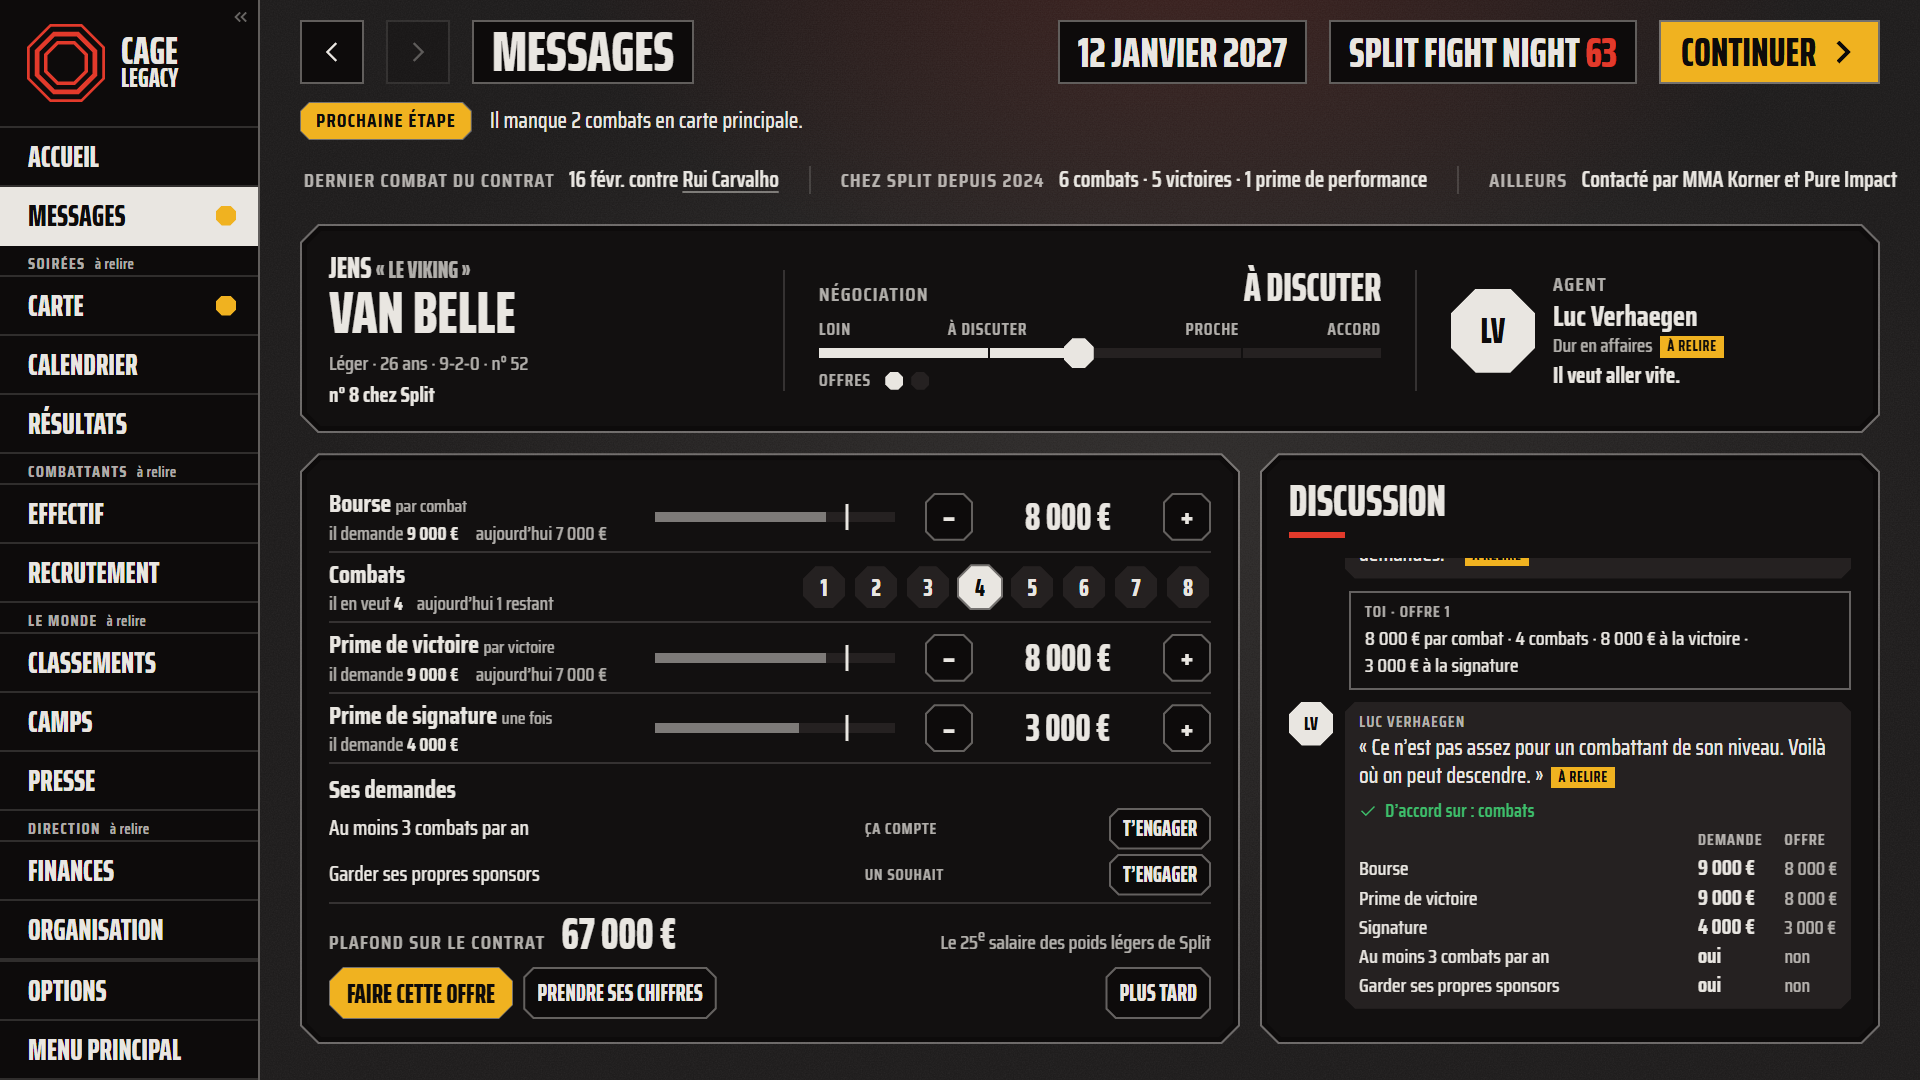 CAGE
LEGACY
MESSAGES
12 JANVIER 2027
SPLIT FIGHT NIGHT 63
CONTINUER
PROCHAINE ÉTAPE
Il manque 2 combats en carte principale.
DERNIER COMBAT DU CONTRAT 16 févr. contre Rui Carvalho
CHEZ SPLIT DEPUIS 2024 6 combats · 5 victoires · 1 prime de performance
AILLEURS Contacté par MMA Korner et Pure Impact
ACCUEIL
MESSAGES
SOIRÉES à relire
CARTE
CALENDRIER
RÉSULTATS
COMBATTANTS à relire
EFFECTIF
RECRUTEMENT
LE MONDE à relire
CLASSEMENTS
CAMPS
PRESSE
DIRECTION à relire
FINANCES
ORGANISATION
OPTIONS
MENU PRINCIPAL
JENS « LE VIKING »
VAN BELLE
Léger · 26 ans · 9-2-0 · n° 52
n° 8 chez Split
NÉGOCIATION
À DISCUTER
LOIN À DISCUTER PROCHE ACCORD
OFFRES
LV
AGENT
Luc Verhaegen
Dur en affaires À RELIRE
Il veut aller vite.
Bourse par combat
il demande 9 000 € aujourd'hui 7 000 €
– 8 000 € +
Combats
il en veut 4 aujourd'hui 1 restant
1 2 3 4 5 6 7 8
Prime de victoire par victoire
il demande 9 000 € aujourd'hui 7 000 €
– 8 000 € +
Prime de signature une fois
il demande 4 000 €
– 3 000 € +
Ses demandes
Au moins 3 combats par an ÇA COMPTE T'ENGAGER
Garder ses propres sponsors UN SOUHAIT T'ENGAGER
PLAFOND SUR LE CONTRAT 67 000 €
Le 25e salaire des poids légers de Split
FAIRE CETTE OFFRE
PRENDRE SES CHIFFRES
PLUS TARD
DISCUSSION
TOI · OFFRE 1
8 000 € par combat · 4 combats · 8 000 € à la victoire ·
3 000 € à la signature
LV
LUC VERHAEGEN
« Ce n'est pas assez pour un combattant de son niveau. Voilà
où on peut descendre. » À RELIRE
D'accord sur : combats
DEMANDE OFFRE
Bourse 9 000 € 8 000 €
Prime de victoire 9 000 € 8 000 €
Signature 4 000 € 3 000 €
Au moins 3 combats par an oui non
Garder ses propres sponsors oui non